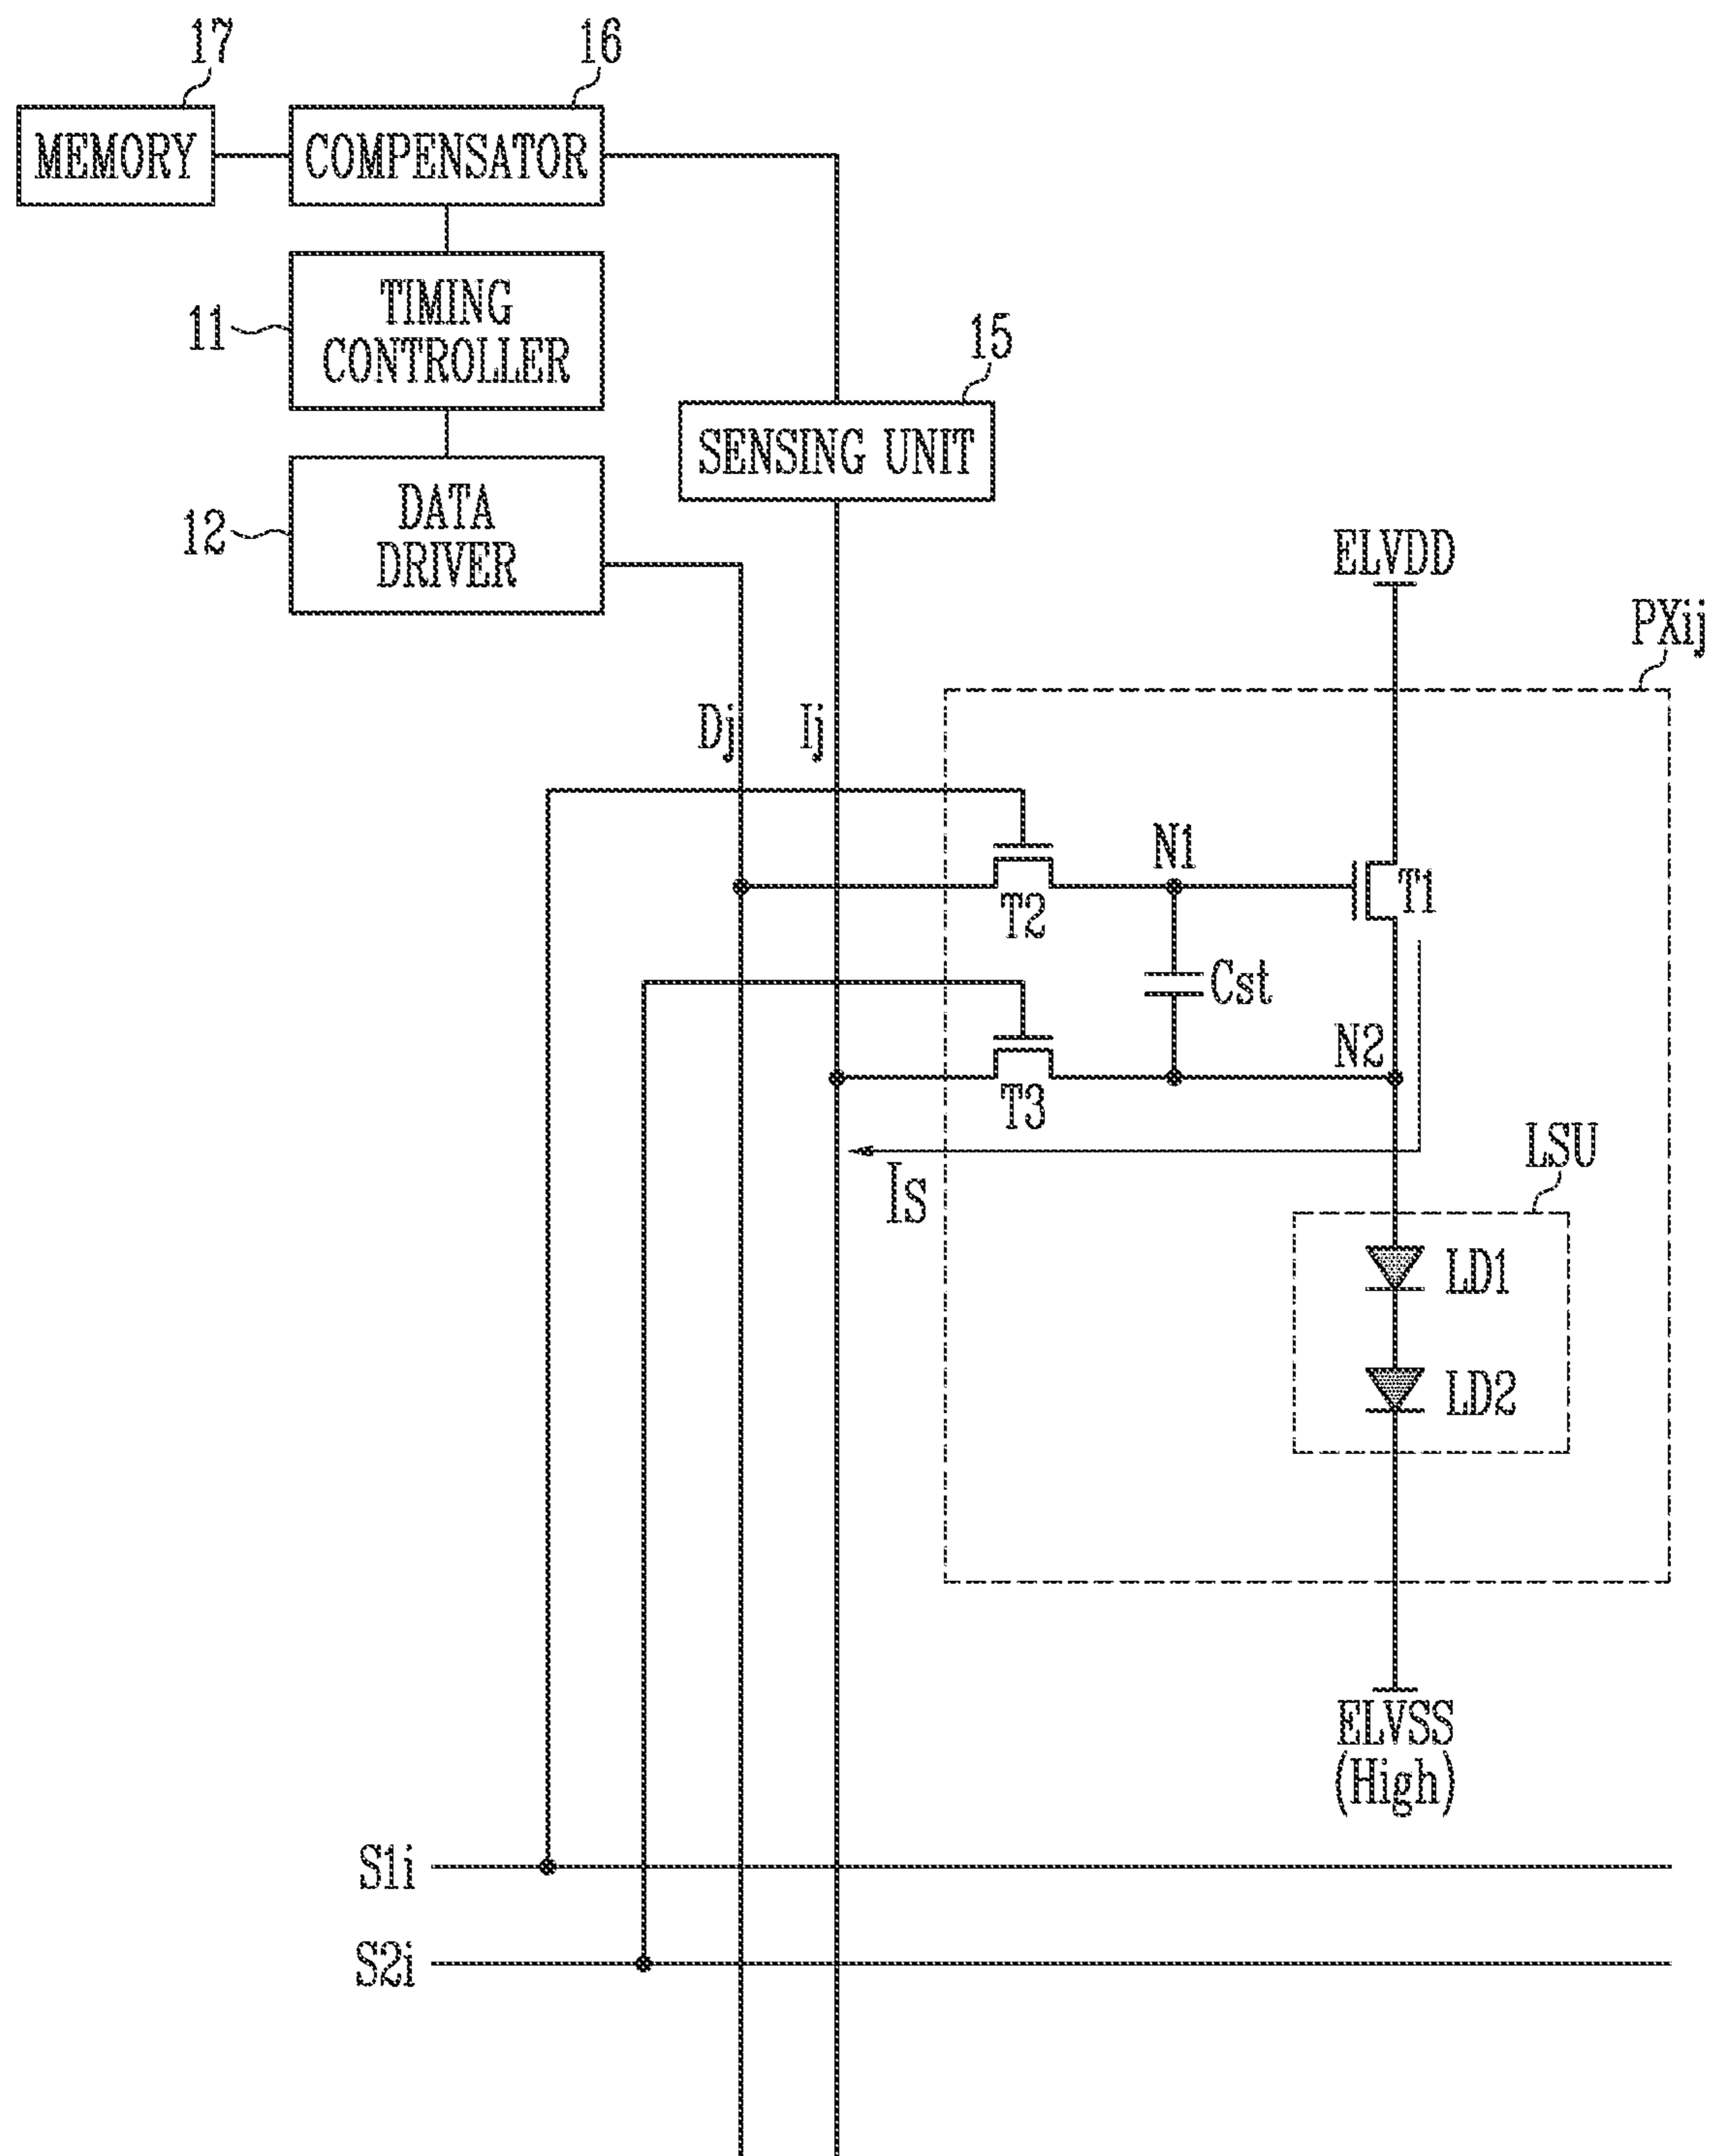 17
16
MEMORY
COMPENSATOR
11
TIMING
CONTROLLER
15
SENSING UNIT
12
DATA
DRIVER
ELVDD
PXij
Dj
Ij
N1
T1
T2
Cst
N2
T3
Is
LSU
LD1
LD2
ELVSS
(High)
S1i
S2i